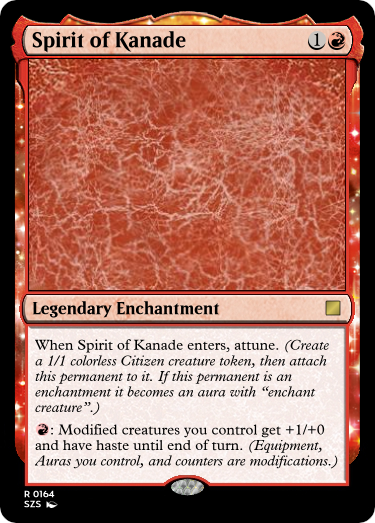 Spirit of Kanade 1
Legendary Enchantment
When Spirit of Kanade enters, attune. (Create
a 1/1 colorless Citizen creature token, then attach
this permanent to it. If this permanent is an
enchantment it becomes an aura with “enchant
creature”.)
: Modified creatures you control get +1/+0
and have haste until end of turn. (Equipment,
Auras you control, and counters are modifications.)
R 0164
SZS